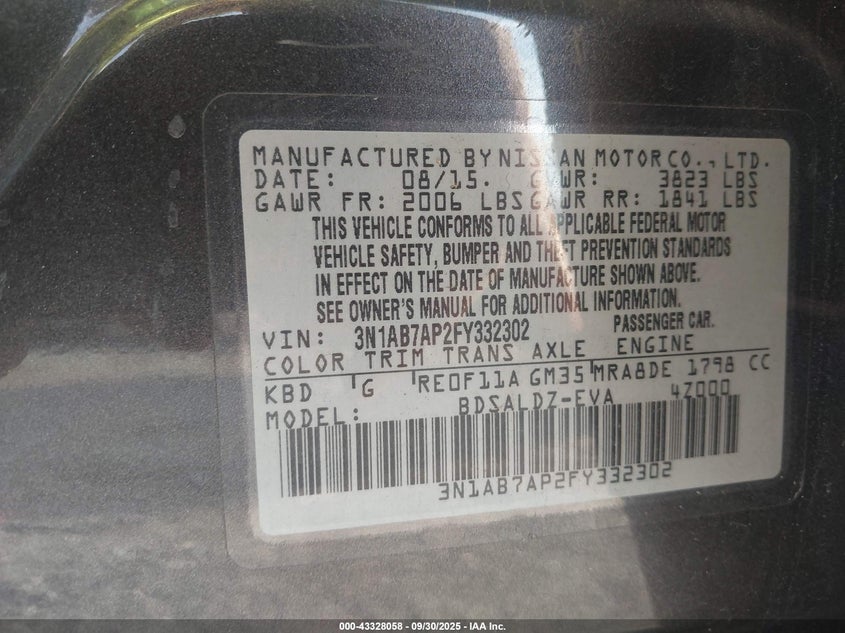 MANUFACTURED BY NISSAN MOTOR CO., LTD.
DATE: 08/15. GVWR: 3823 LBS
GAWR FR: 2006 LBS GAWR RR: 1841 LBS
THIS VEHICLE CONFORMS TO ALL APPLICABLE FEDERAL MOTOR
VEHICLE SAFETY, BUMPER AND THEFT PREVENTION STANDARDS
IN EFFECT ON THE DATE OF MANUFACTURE SHOWN ABOVE.
SEE OWNER'S MANUAL FOR ADDITIONAL INFORMATION.
VIN: 3N1AB7AP2FY332302 PASSENGER CAR.
COLOR TRIM TRANS AXLE ENGINE
KBD G RE0F11A GM35 MRA8DE 1798 CC
MODEL: BDSALDZ-EVA 4Z000
3N1AB7AP2FY332302
000-43328058 - 09/30/2025 - IAA Inc.